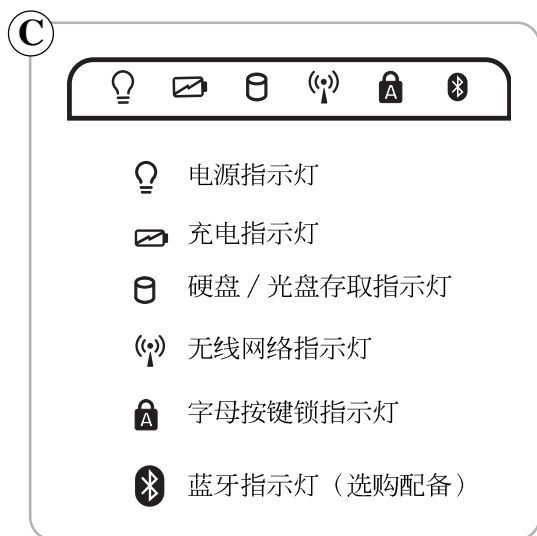 C
A
电源指示灯
充电指示灯
硬盘 / 光盘存取指示灯
无线网络指示灯
A 字母按键锁指示灯
蓝牙指示灯（选购配备）